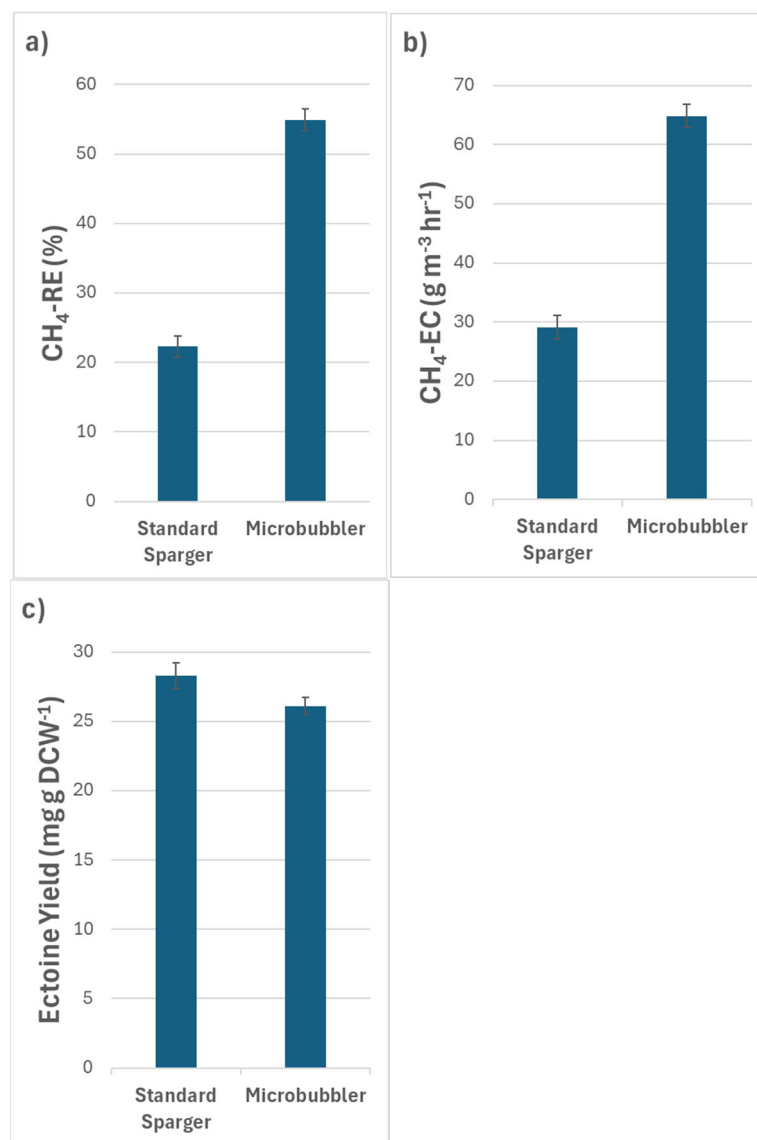 a)
CH₄-RE (%)
60
50
40
30
20
10
0
Standard
Sparger
Microbubbler
b)
CH₄-EC (g m⁻³ hr⁻¹)
70
60
50
40
30
20
10
0
Standard
Sparger
Microbubbler
c)
Ectoine Yield (mg g DCW⁻¹)
30
25
20
15
10
5
0
Standard
Sparger
Microbubbler